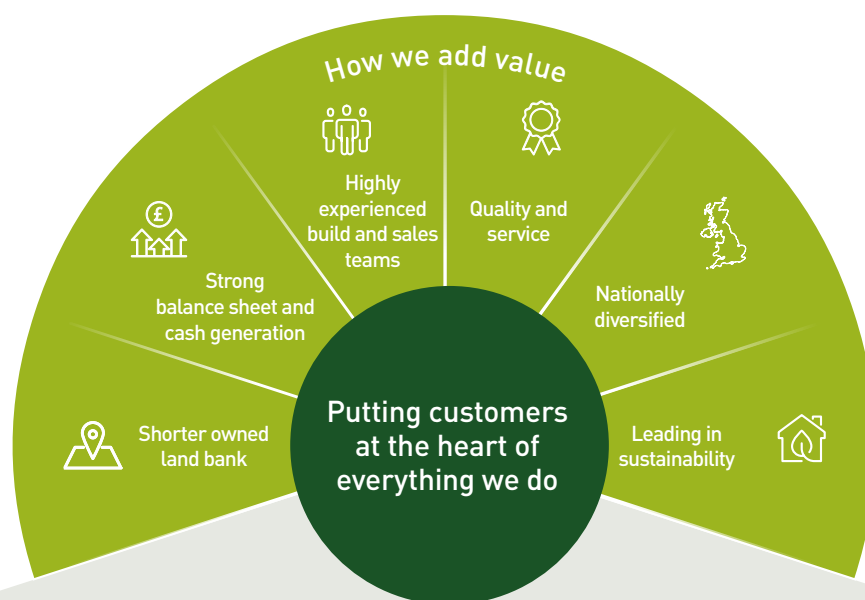 How we add value
Shorter owned
land bank
Strong
balance sheet and
cash generation
£
Highly
experienced
build and sales
teams
Quality and
service
Nationally
diversified
Leading in
sustainability
Putting customers
at the heart of
everything we do